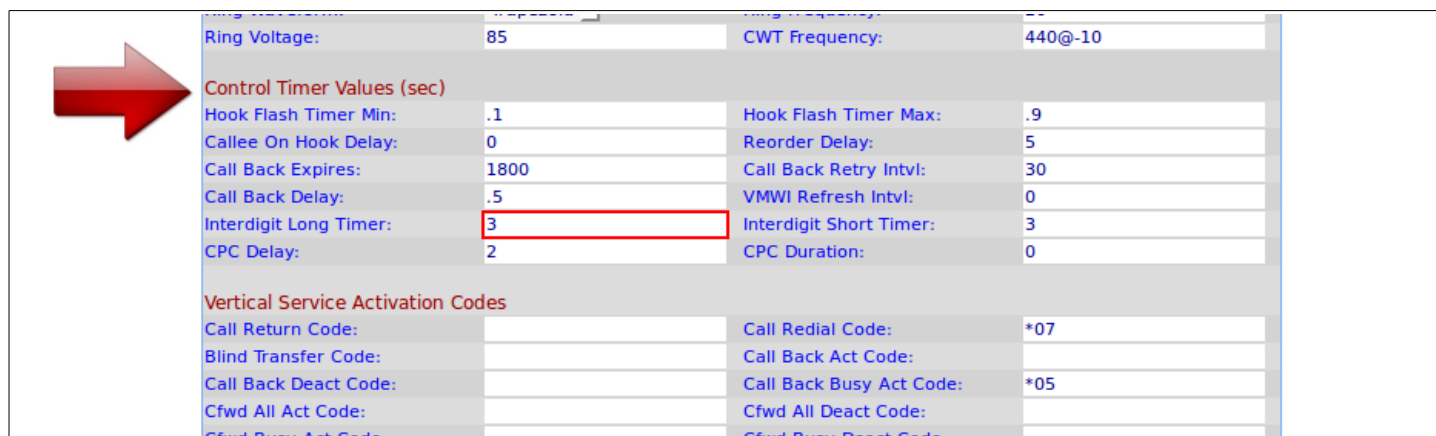 Ring Voltage: 85 CWT Frequency: 440@-10
Control Timer Values (sec)
Hook Flash Timer Min: .1 Hook Flash Timer Max: .9
Callee On Hook Delay: 0 Reorder Delay: 5
Call Back Expires: 1800 Call Back Retry Intvl: 30
Call Back Delay: .5 VMWI Refresh Intvl: 0
Interdigit Long Timer: 3 Interdigit Short Timer: 3
CPC Delay: 2 CPC Duration: 0
Vertical Service Activation Codes
Call Return Code: Call Redial Code: *07
Blind Transfer Code: Call Back Act Code:
Call Back Deact Code: Call Back Busy Act Code: *05
Cfwd All Act Code: Cfwd All Deact Code: